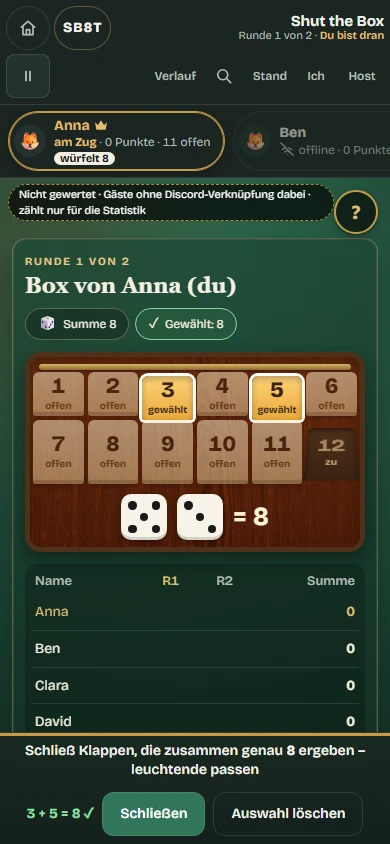 SB8T
Shut the Box
Runde 1 von 2 · Du bist dran
Verlauf
Stand
Ich
Host
Anna
am Zug · 0 Punkte · 11 offen
würfelt 8
Ben
offline · 0 Punkte
Nicht gewertet · Gäste ohne Discord-Verknüpfung dabei ·
zählt nur für die Statistik
?
RUNDE 1 VON 2
Box von Anna (du)
Summe 8
✓ Gewählt: 8
1 2 3 4 5 6
offen offen gewählt offen gewählt offen
7 8 9 10 11 12
offen offen offen offen offen zu
= 8
Name R1 R2 Summe
Anna 0
Ben 0
Clara 0
David 0
Schließ Klappen, die zusammen genau 8 ergeben –
leuchtende passen
3 + 5 = 8 ✓
Schließen
Auswahl löschen